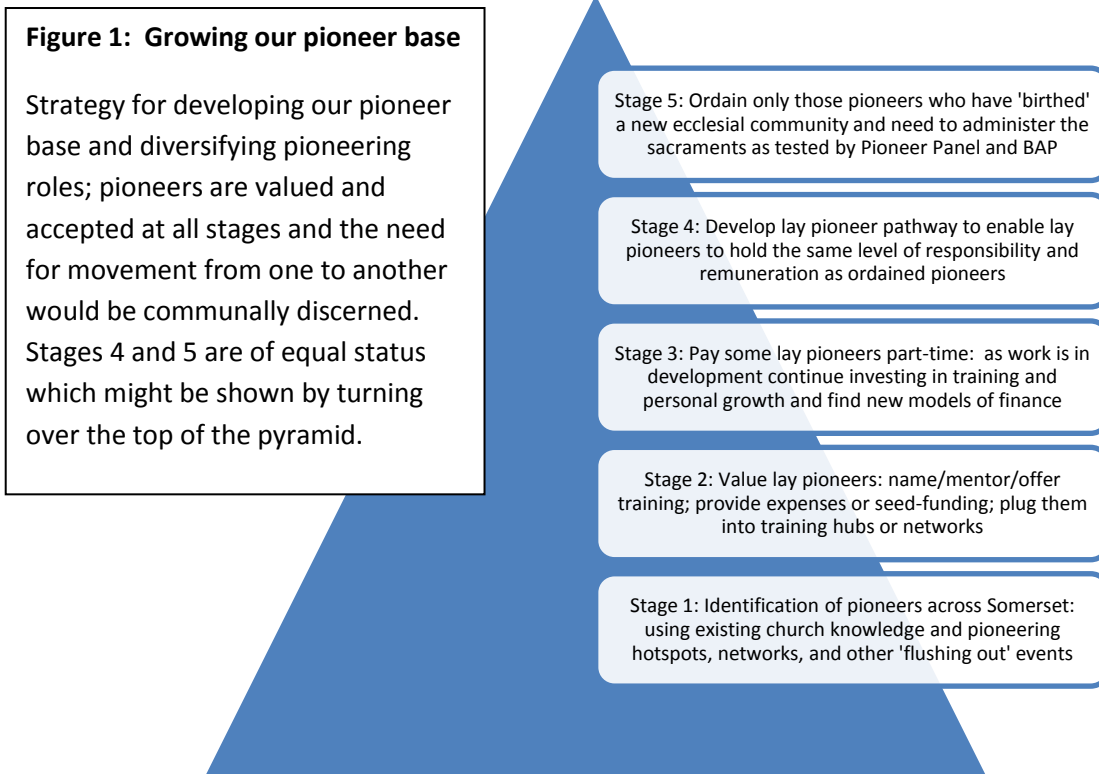 Figure 1:  Growing our pioneer base
Strategy for developing our pioneer
base and diversifying pioneering
roles; pioneers are valued and
accepted at all stages and the need
for movement from one to another
would be communally discerned.
Stages 4 and 5 are of equal status
which might be shown by turning
over the top of the pyramid.
Stage 5: Ordain only those pioneers who have 'birthed'
a new ecclesial community and need to administer the
sacraments as tested by Pioneer Panel and BAP
Stage 4: Develop lay pioneer pathway to enable lay
pioneers to hold the same level of responsibility and
remuneration as ordained pioneers
Stage 3: Pay some lay pioneers part-time:  as work is in
development continue investing in training and
personal growth and find new models of finance
Stage 2: Value lay pioneers: name/mentor/offer
training; provide expenses or seed-funding; plug them
into training hubs or networks
Stage 1: Identification of pioneers across Somerset:
using existing church knowledge and pioneering
hotspots, networks, and other 'flushing out' events